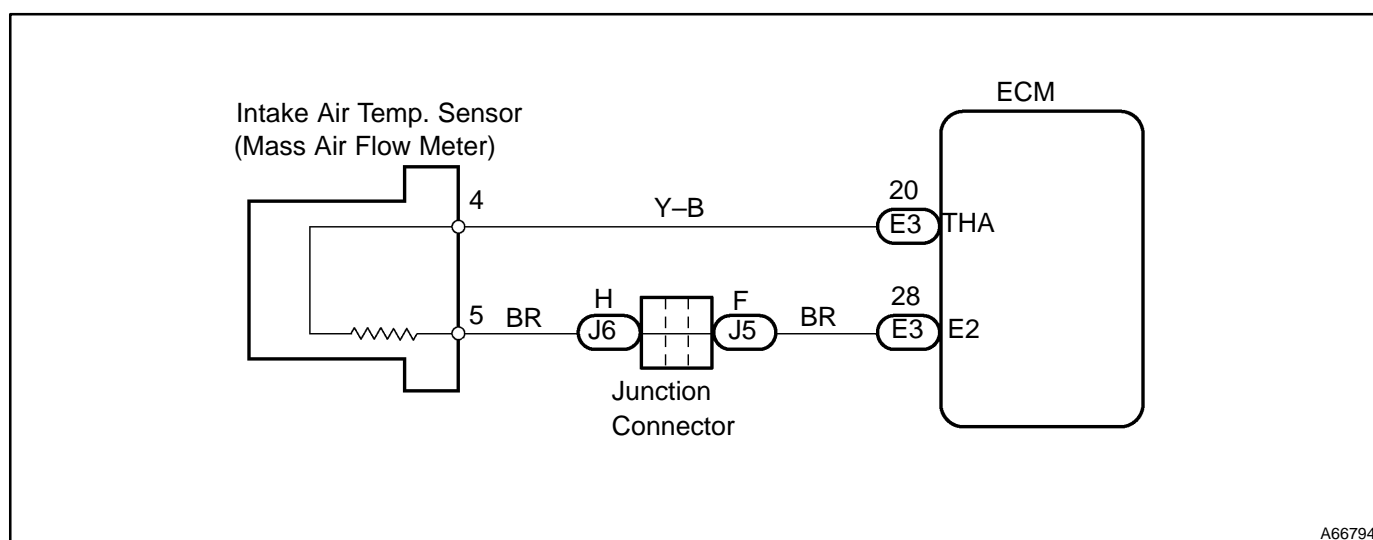 ECM
Intake Air Temp. Sensor
(Mass Air Flow Meter)
4
Y–B
20
E3
THA
5
BR
H
J6
F
J5
BR
28
E3
E2
Junction
Connector
A66794